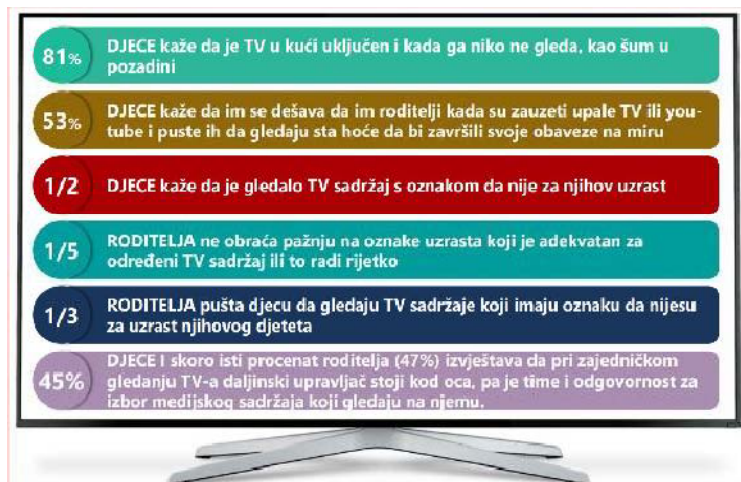 81%
DJECE kaže da je TV u kući uključen i kada ga niko ne gleda, kao šum u
pozadini
53%
DJECE kaže da im se dešava da im roditelji kada su zauzeti upale TV ili you-
tube i puste ih da gledaju sta hoće da bi završili svoje obaveze na miru
1/2
DJECE kaže da je gledalo TV sadržaj s oznakom da nije za njihov uzrast
1/5
RODITELJA ne obraća pažnju na oznake uzrasta koji je adekvatan za
određeni TV sadržaj ili to radi rijetko
1/3
RODITELJA pušta djecu da gledaju TV sadržaje koji imaju oznaku da nijesu
za uzrast njihovog djeteta
45%
DJECE I skoro isti procenat roditelja (47%) izvještava da pri zajedničkom
gledanju TV-a daljinski upravljač stoji kod oca, pa je time i odgovornost za
izbor medijskog sadržaja koji gledaju na njemu.